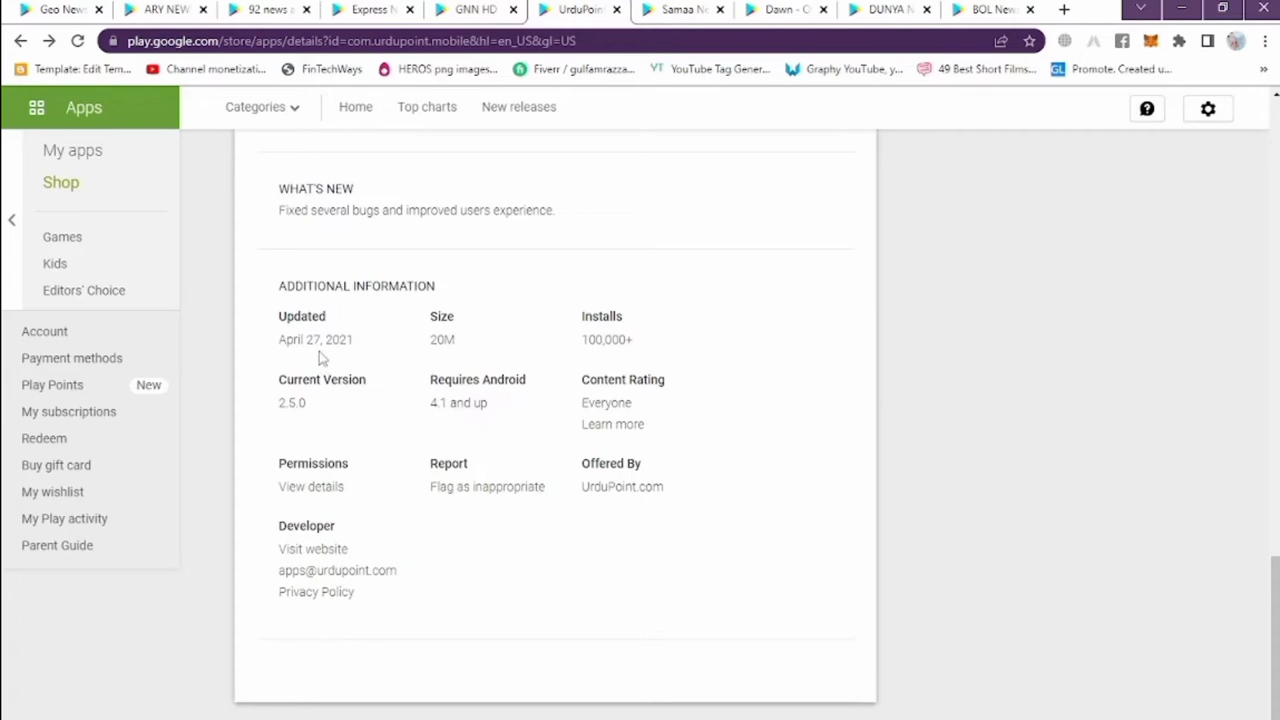 Geo New
ARY NEW
92 news a
Express N
GNN HD
UrduPoin
Samaa Ne
Dawn - C
DUNYA N
BOL New
play.google.com/store/apps/details?id=com.urdupoint.mobile&hl=en_US&gl=US
Template: Edit Tem...
Channel monetizati...
FinTechWays
HEROS png images...
Fiverr / gulfamrazza...
YT
YouTube Tag Gener...
Graphy YouTube, y...
49 Best Short Films...
GL
Promote. Created u...
»
Apps
Categories
Home
Top charts
New releases
My apps
Shop
Games
Kids
Editors' Choice
Account
Payment methods
Play Points
New
My subscriptions
Redeem
Buy gift card
My wishlist
My Play activity
Parent Guide
WHAT'S NEW
Fixed several bugs and improved users experience.
ADDITIONAL INFORMATION
Updated
April 27, 2021
Size
20M
Installs
100,000+
Current Version
2.5.0
Requires Android
4.1 and up
Content Rating
Everyone
Learn more
Permissions
View details
Report
Flag as inappropriate
Offered By
UrduPoint.com
Developer
Visit website
apps@urdupoint.com
Privacy Policy